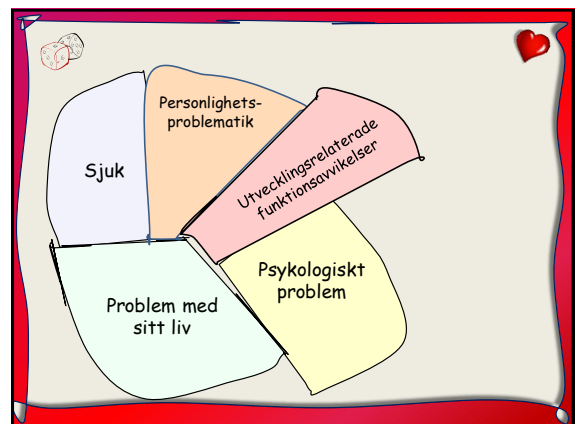 Personlighets-
problematik
Sjuk
Utvecklingsrelaterade
funktionsavvikelser
Psykologiskt
problem
Problem med
sitt liv